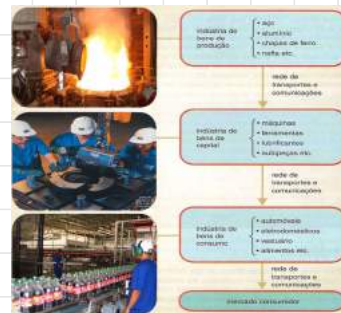 indústria de
bens de
produção
• aço
• alumínio
• chapas de ferro
• nafta etc.
rede de
transportes e
comunicações
indústria de
bens de
capital
• máquinas
• ferramentas
• lubrificantes
• autopeças etc.
rede de
transportes e
comunicações
indústria de
bens de
consumo
• automóveis
• eletrodomésticos
• vestuário
• alimentos etc.
rede de
transportes e
comunicações
mercado consumidor